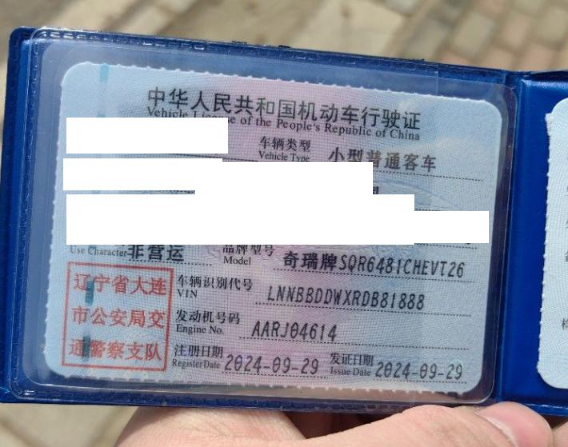 中华人民共和国机动车行驶证
Vehicle License of the People's Republic of China
车辆类型 小型普通客车
Vehicle Type
Use Character 非营运 品牌型号 奇瑞牌SQR6481CHEVT26
Model
车辆识别代号 LNNBBDDWXRDB81888
VIN
发动机号码 AARJ04614
Engine No.
注册日期 2024-09-29 发证日期 2024-09-29
Register Date Issue Date
辽宁省大连
市公安局交
通警察支队